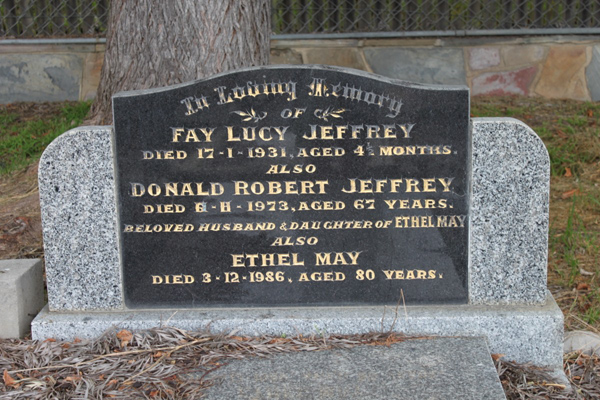 In Loving Memory
OF
FAY LUCY JEFFREY
DIED 17-1-1931, AGED 4½ MONTHS.
ALSO
DONALD ROBERT JEFFREY
DIED 6-11-1973, AGED 67 YEARS.
BELOVED HUSBAND & DAUGHTER OF ETHEL MAY
ALSO
ETHEL MAY
DIED 3-12-1986, AGED 80 YEARS.